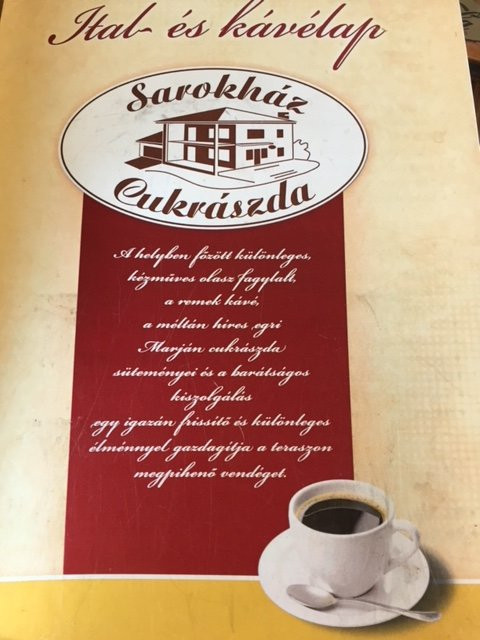 Ital- és kávélap
Sarokház
Cukrászda
A helyben főzött különleges,
kézműves olasz fagylalt,
a remek kávé,
a méltán híres egri
Marján cukrászda
süteményei és a barátságos
kiszolgálás
egy igazán frissítő és különleges
élménnyel gazdagítja a teraszon
megpihenő vendéget.